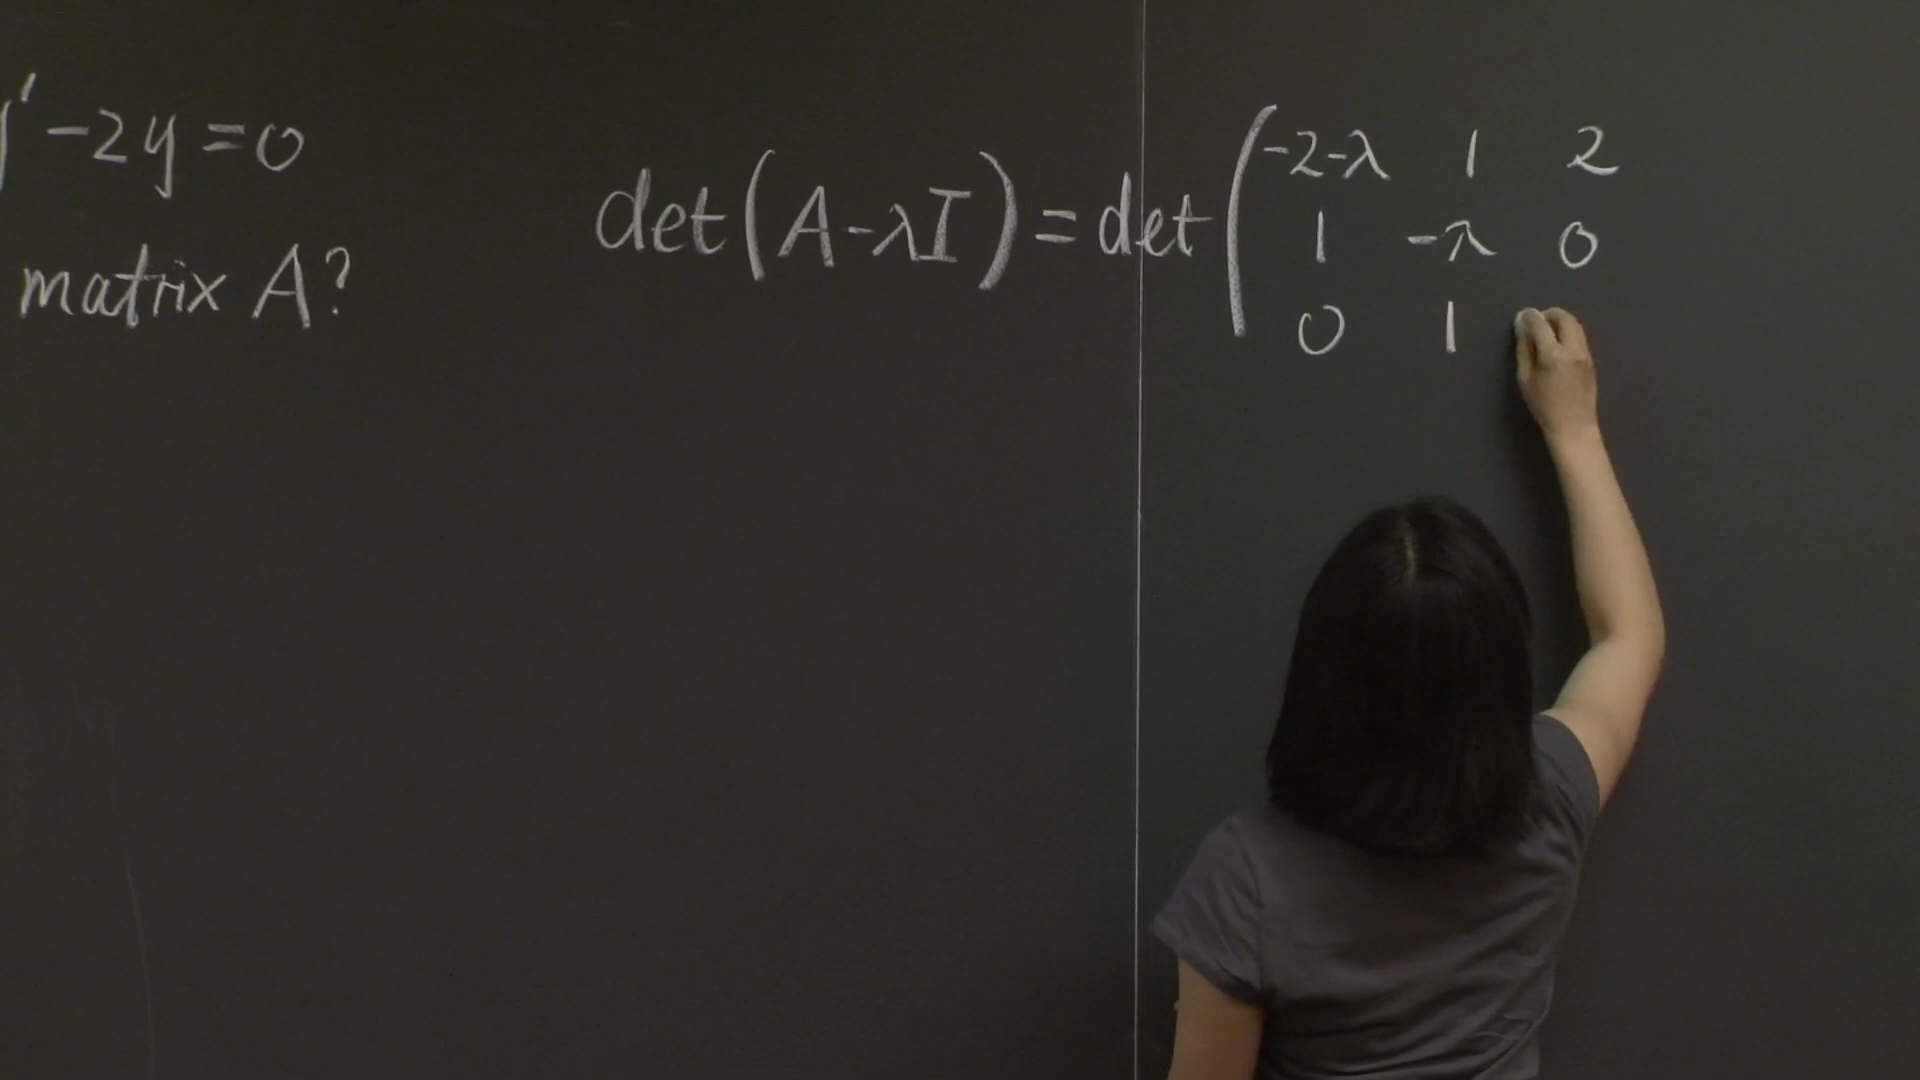 ' -2y = 0
matrix A?
det(A-λI) = det(
-2-λ 1 2
1 -λ 0
0 1